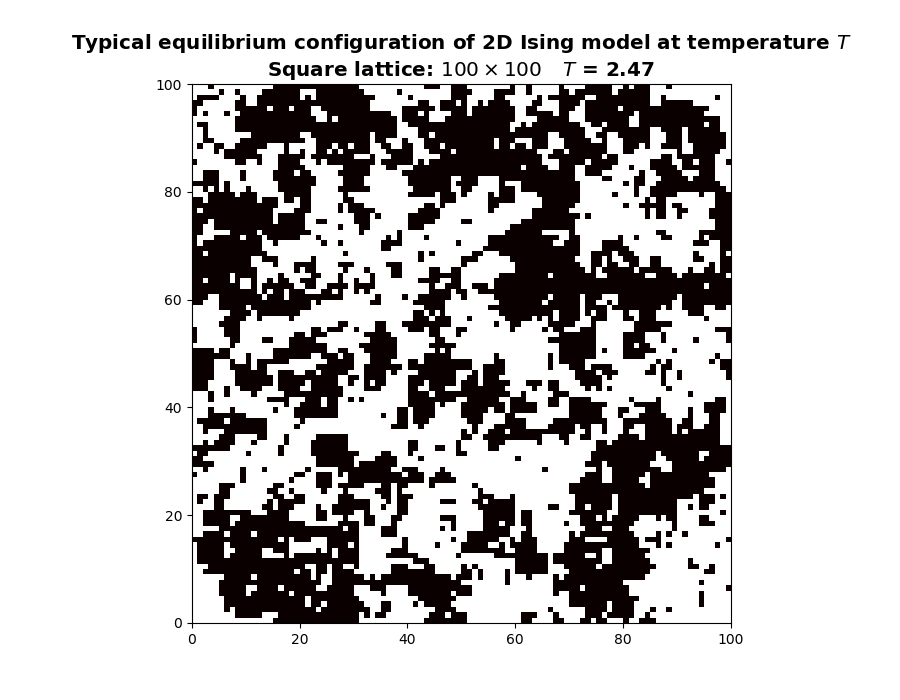 Typical equilibrium configuration of 2D Ising model at temperature T
Square lattice: 100 × 100 T = 2.47
100
80
60
40
20
0
0 20 40 60 80 100